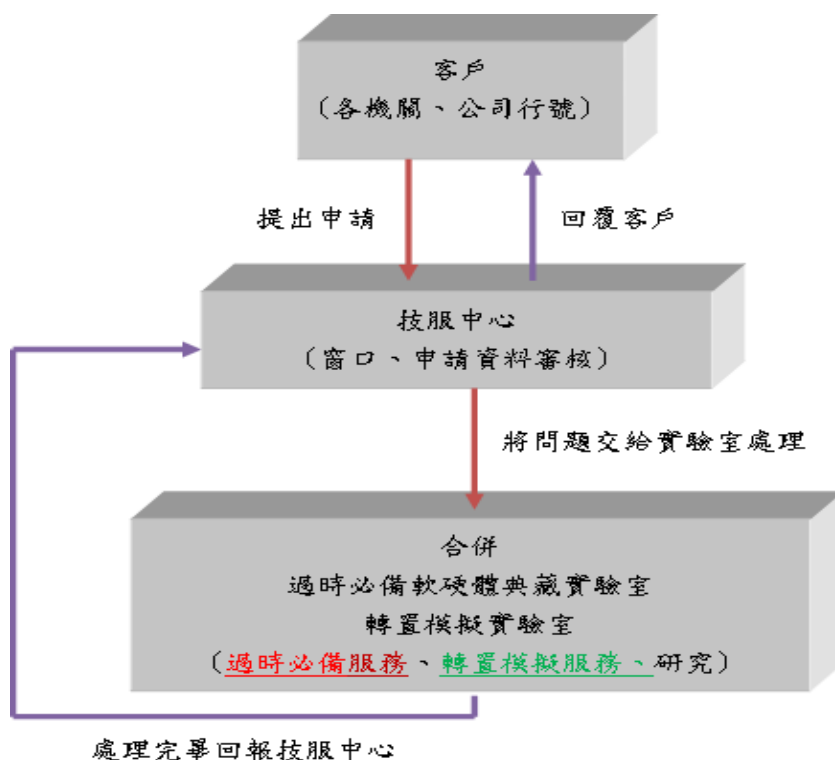 客戶
(各機關、公司行號)
提出申請
回覆客戶
技服中心
(窗口、申請資料審核)
將問題交給實驗室處理
合併
過時必備軟硬體典藏實驗室
轉置模擬實驗室
(過時必備服務、轉置模擬服務、研究)
處理完畢回報技服中心